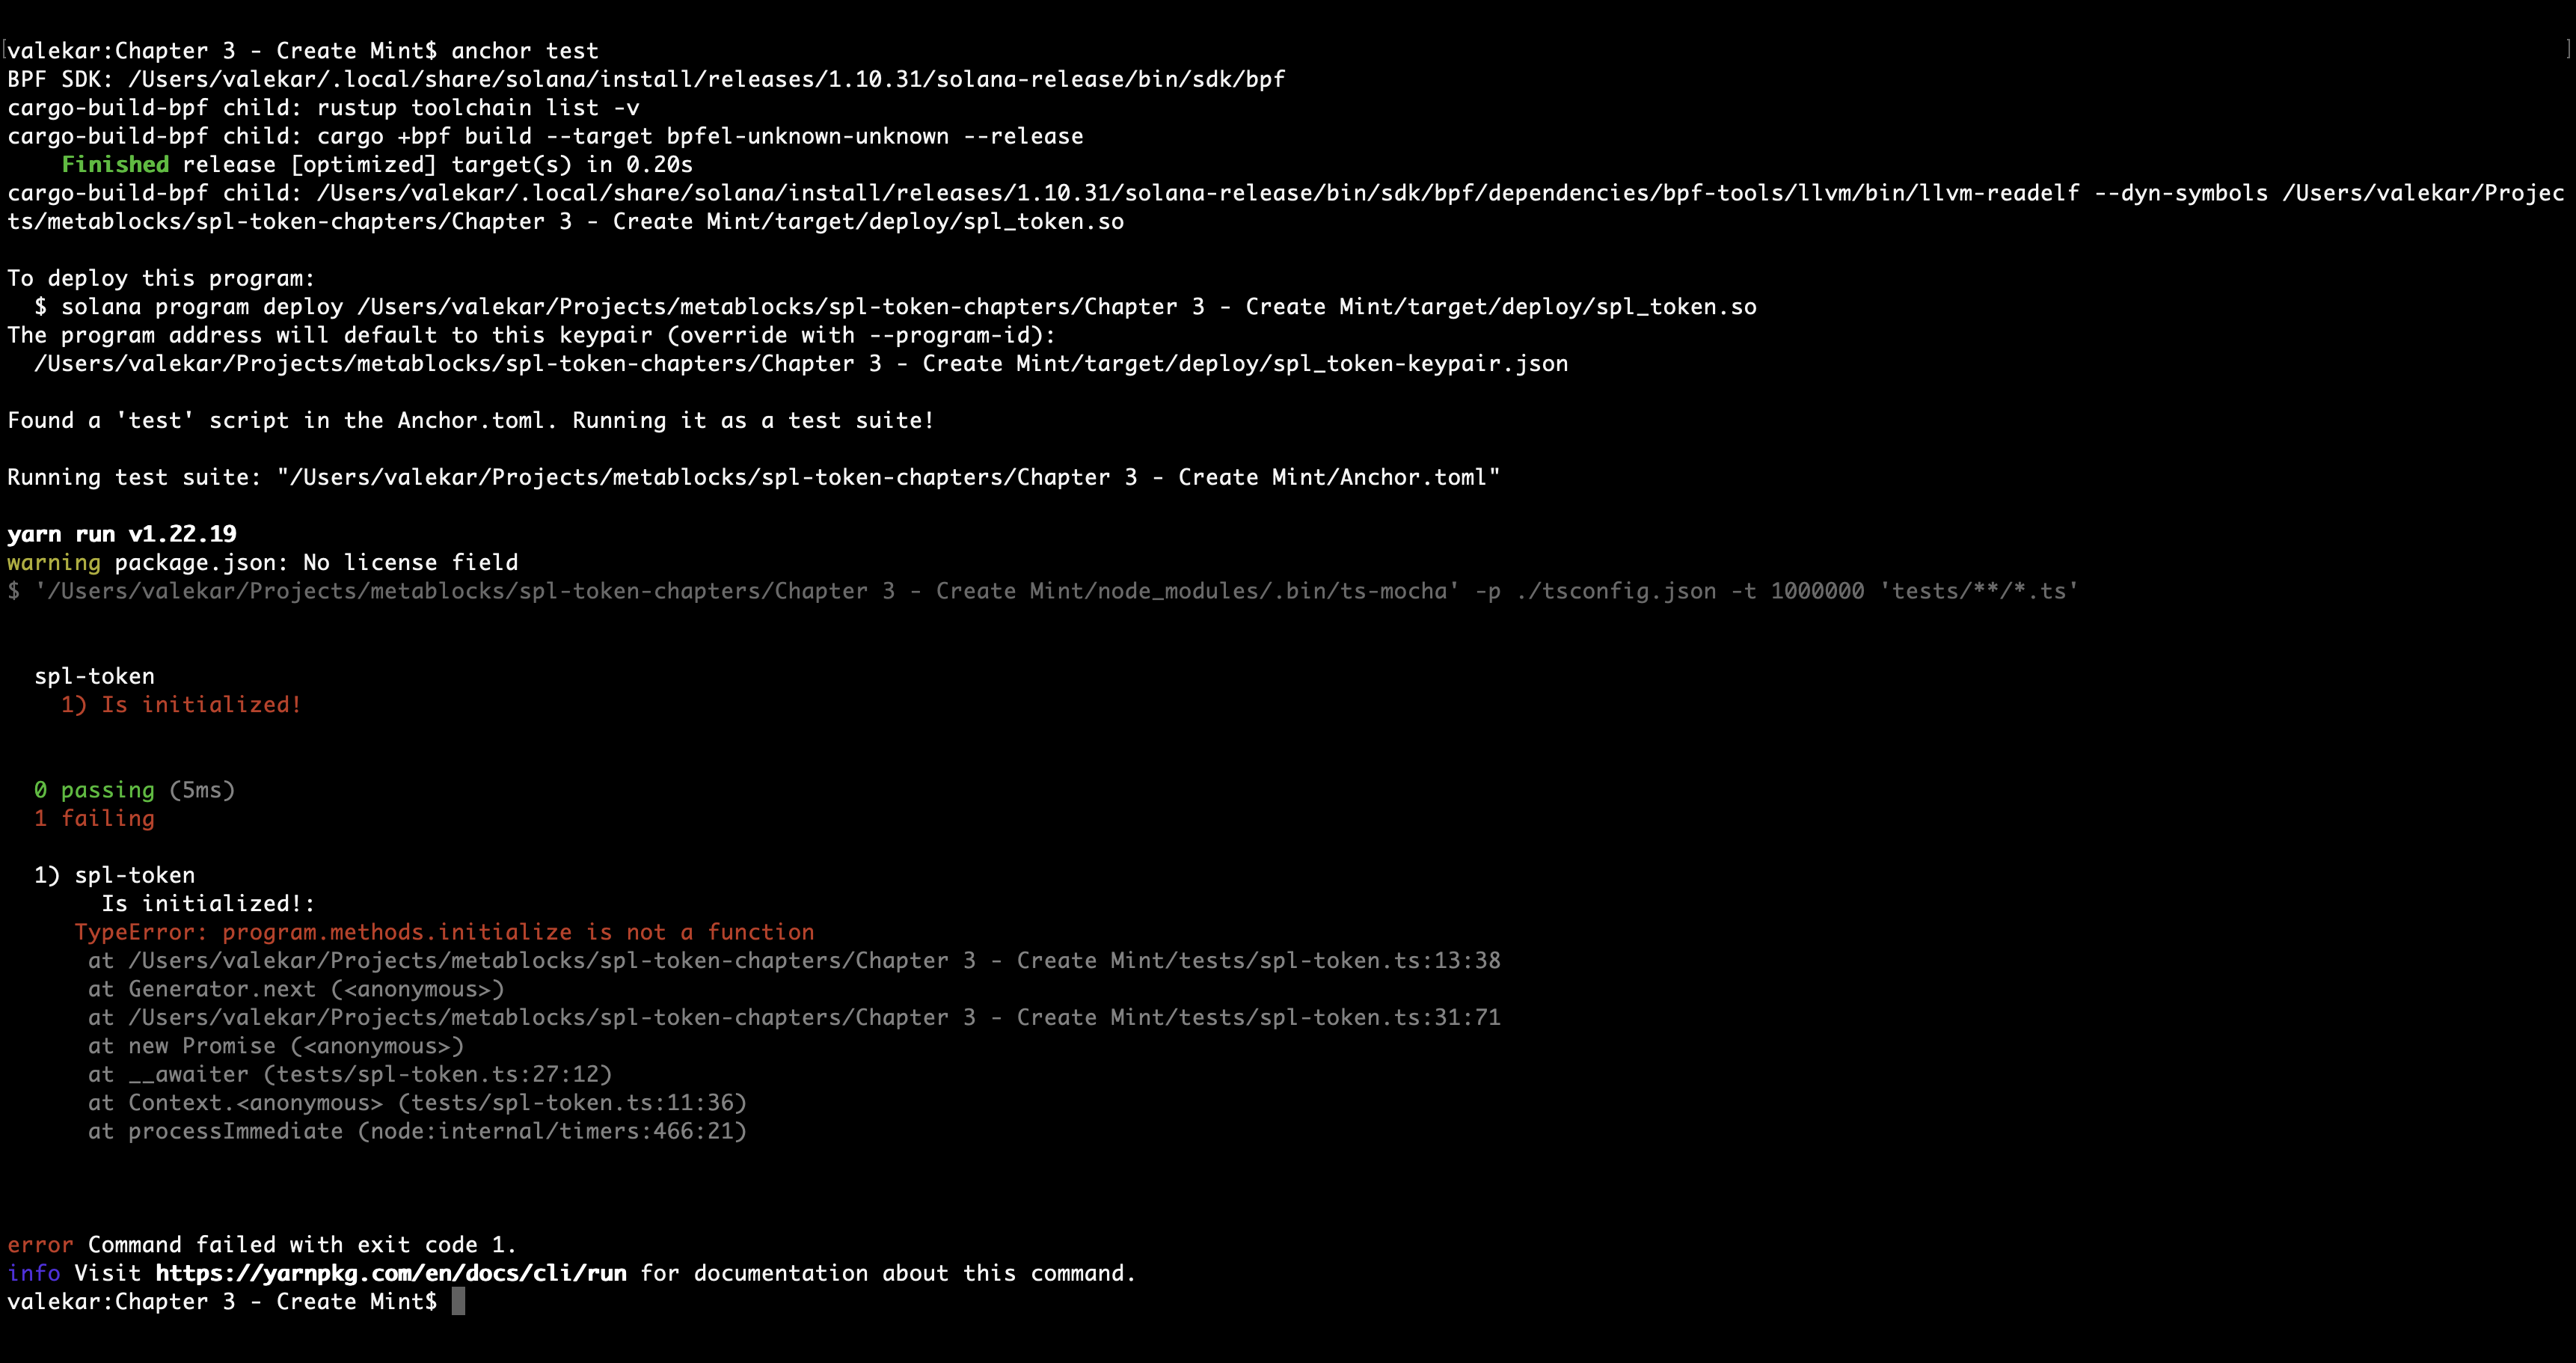 [valekar:Chapter 3 - Create Mint$ anchor test ]
BPF SDK: /Users/valekar/.local/share/solana/install/releases/1.10.31/solana-release/bin/sdk/bpf
cargo-build-bpf child: rustup toolchain list -v
cargo-build-bpf child: cargo +bpf build --target bpfel-unknown-unknown --release
Finished release [optimized] target(s) in 0.20s
cargo-build-bpf child: /Users/valekar/.local/share/solana/install/releases/1.10.31/solana-release/bin/sdk/bpf/dependencies/bpf-tools/llvm/bin/llvm-readelf --dyn-symbols /Users/valekar/Projec
ts/metablocks/spl-token-chapters/Chapter 3 - Create Mint/target/deploy/spl_token.so
To deploy this program:
$ solana program deploy /Users/valekar/Projects/metablocks/spl-token-chapters/Chapter 3 - Create Mint/target/deploy/spl_token.so
The program address will default to this keypair (override with --program-id):
/Users/valekar/Projects/metablocks/spl-token-chapters/Chapter 3 - Create Mint/target/deploy/spl_token-keypair.json
Found a 'test' script in the Anchor.toml. Running it as a test suite!
Running test suite: "/Users/valekar/Projects/metablocks/spl-token-chapters/Chapter 3 - Create Mint/Anchor.toml"
yarn run v1.22.19
warning package.json: No license field
$ '/Users/valekar/Projects/metablocks/spl-token-chapters/Chapter 3 - Create Mint/node_modules/.bin/ts-mocha' -p ./tsconfig.json -t 1000000 'tests/**/*.ts'
spl-token
1) Is initialized!
0 passing (5ms)
1 failing
1) spl-token
Is initialized!:
TypeError: program.methods.initialize is not a function
at /Users/valekar/Projects/metablocks/spl-token-chapters/Chapter 3 - Create Mint/tests/spl-token.ts:13:38
at Generator.next (<anonymous>)
at /Users/valekar/Projects/metablocks/spl-token-chapters/Chapter 3 - Create Mint/tests/spl-token.ts:31:71
at new Promise (<anonymous>)
at __awaiter (tests/spl-token.ts:27:12)
at Context.<anonymous> (tests/spl-token.ts:11:36)
at processImmediate (node:internal/timers:466:21)
error Command failed with exit code 1.
info Visit https://yarnpkg.com/en/docs/cli/run for documentation about this command.
valekar:Chapter 3 - Create Mint$